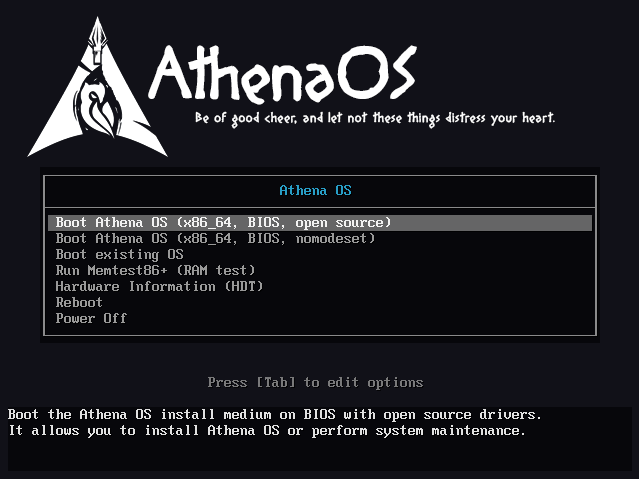 AthenaOS
Be of good cheer, and let not these things distress your heart.
Athena OS
Boot Athena OS (x86_64, BIOS, open source)
Boot Athena OS (x86_64, BIOS, nomodeset)
Boot existing OS
Run Memtest86+ (RAM test)
Hardware Information (HDT)
Reboot
Power Off
Press [Tab] to edit options
Boot the Athena OS install medium on BIOS with open source drivers.
It allows you to install Athena OS or perform system maintenance.